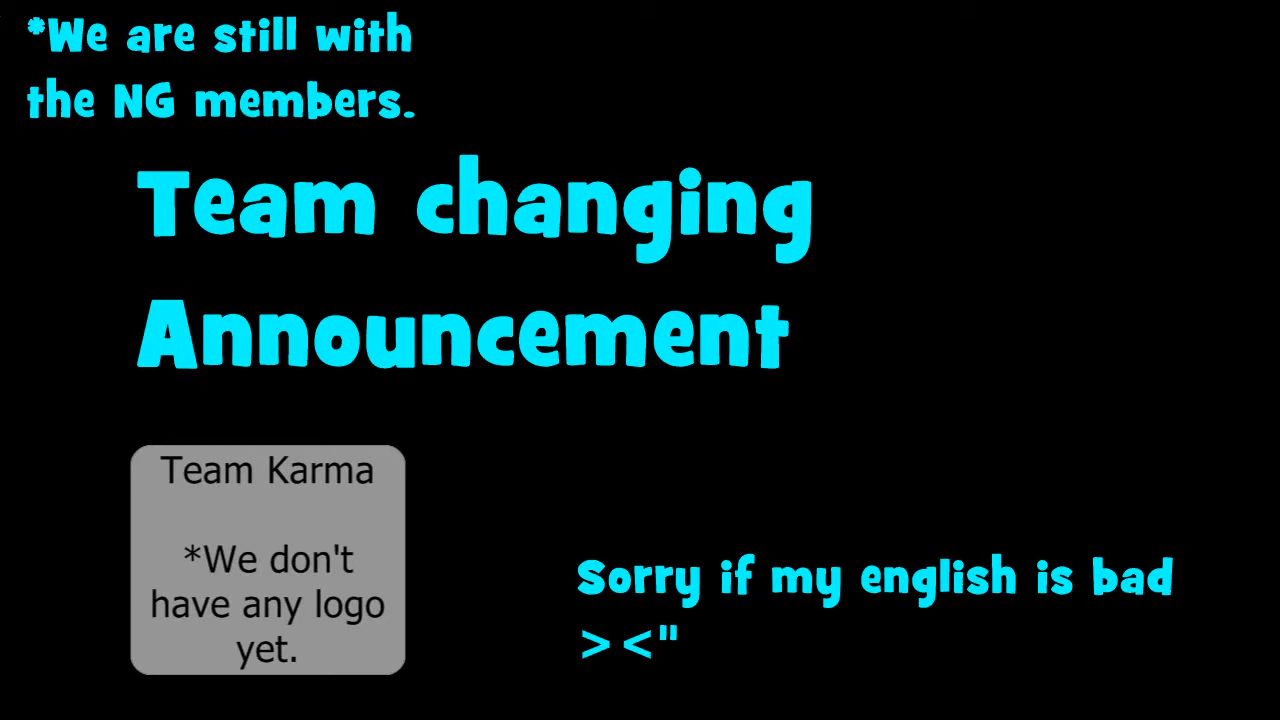 *We are still with
the NG members.
Team changing
Announcement
Team Karma
*We don't
have any logo
yet.
Sorry if my english is bad
><"